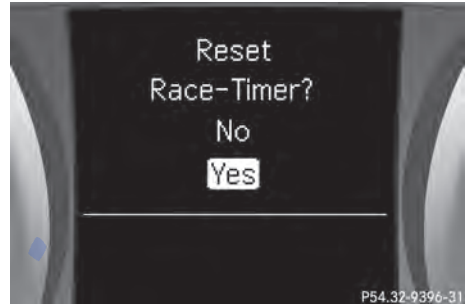 Reset
Race-Timer?
No
Yes
P54.32-9396-31